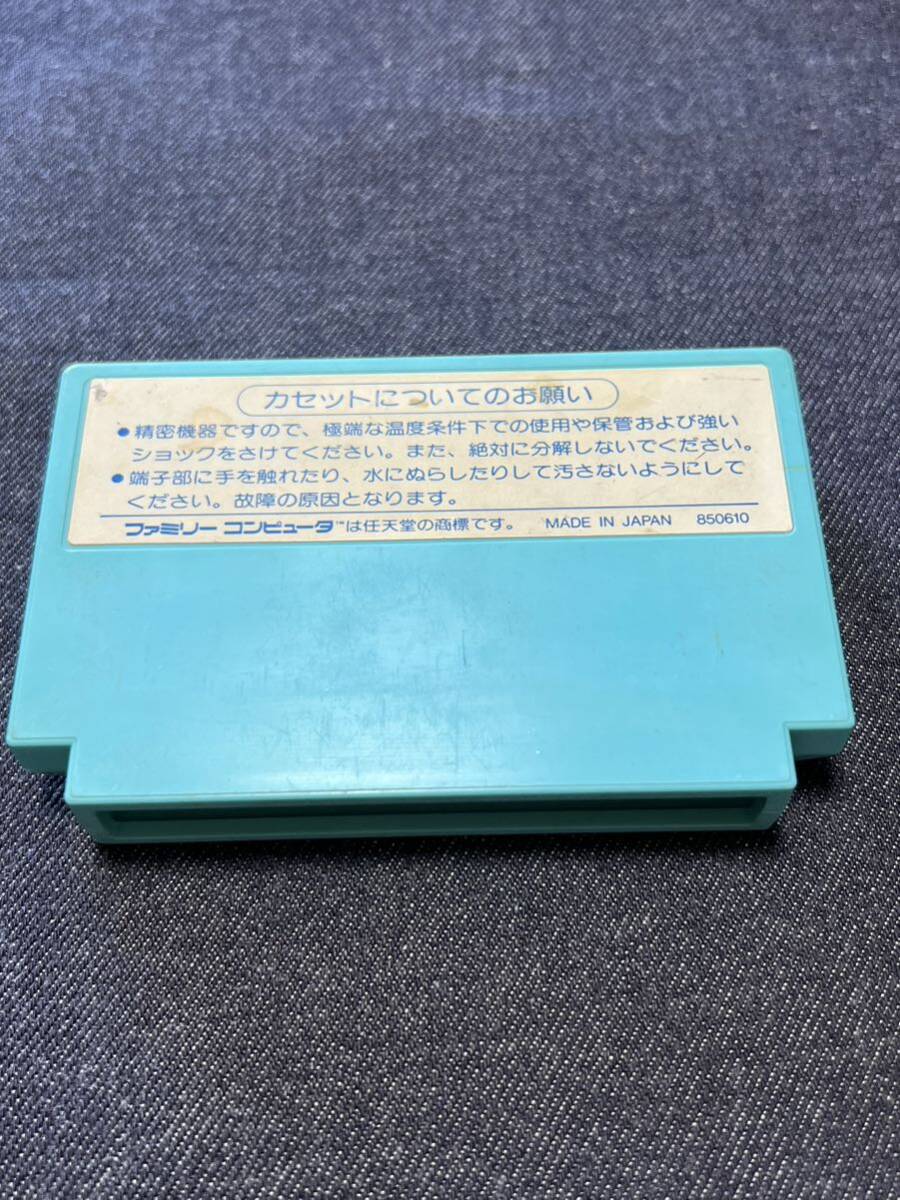 カセットについてのお願い
●精密機器ですので、極端な温度条件下での使用や保管および強い
ショックをさけてください。また、絶対に分解しないでください。
●端子部に手を触れたり、水にぬらしたりして汚さないようにして
ください。故障の原因となります。
ファミリー コンピュータ™は任天堂の商標です。 MADE IN JAPAN 850610